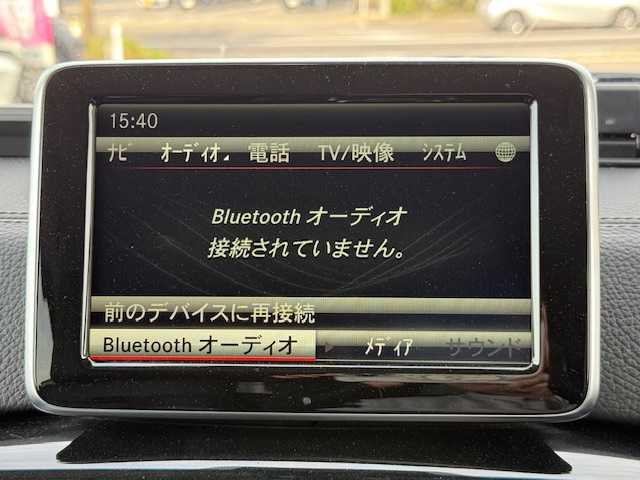 15:40
ﾅﾋﾞ ｵｰﾃﾞｨｵ 電話 TV/映像 ｼｽﾃﾑ
Bluetooth オーディオ
接続されていません。
前のデバイスに再接続
Bluetooth オーディオ ﾒﾃﾞｨｱ サウンド